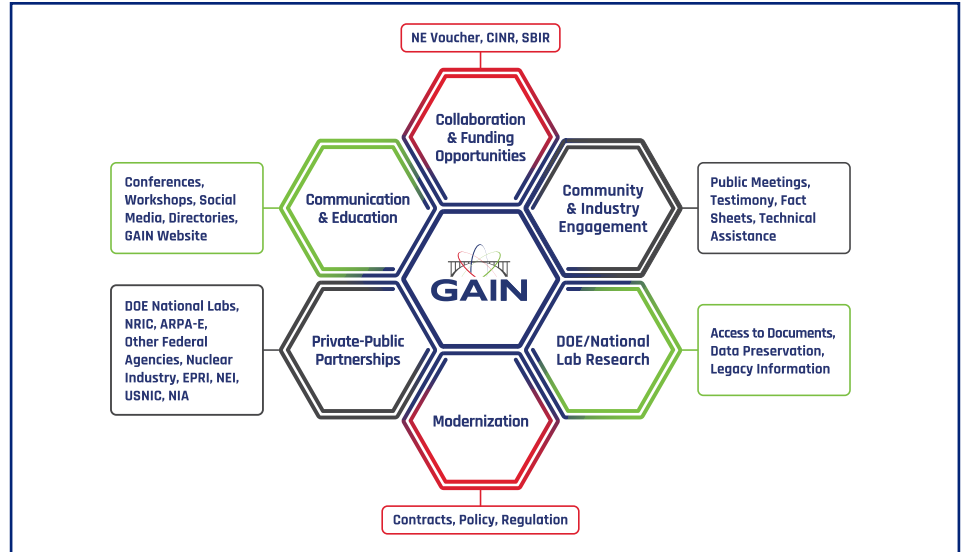 NE Voucher, CINR, SBIR
Collaboration
& Funding
Opportunities
Communication
& Education
Conferences,
Workshops, Social
Media, Directories,
GAIN Website
Community
& Industry
Engagement
Public Meetings,
Testimony, Fact
Sheets, Technical
Assistance
GAIN
DOE National Labs,
NRIC, ARPA-E,
Other Federal
Agencies, Nuclear
Industry, EPRI, NEI,
USNIC, NIA
Private-Public
Partnerships
DOE/National
Lab Research
Access to Documents,
Data Preservation,
Legacy Information
Modernization
Contracts, Policy, Regulation